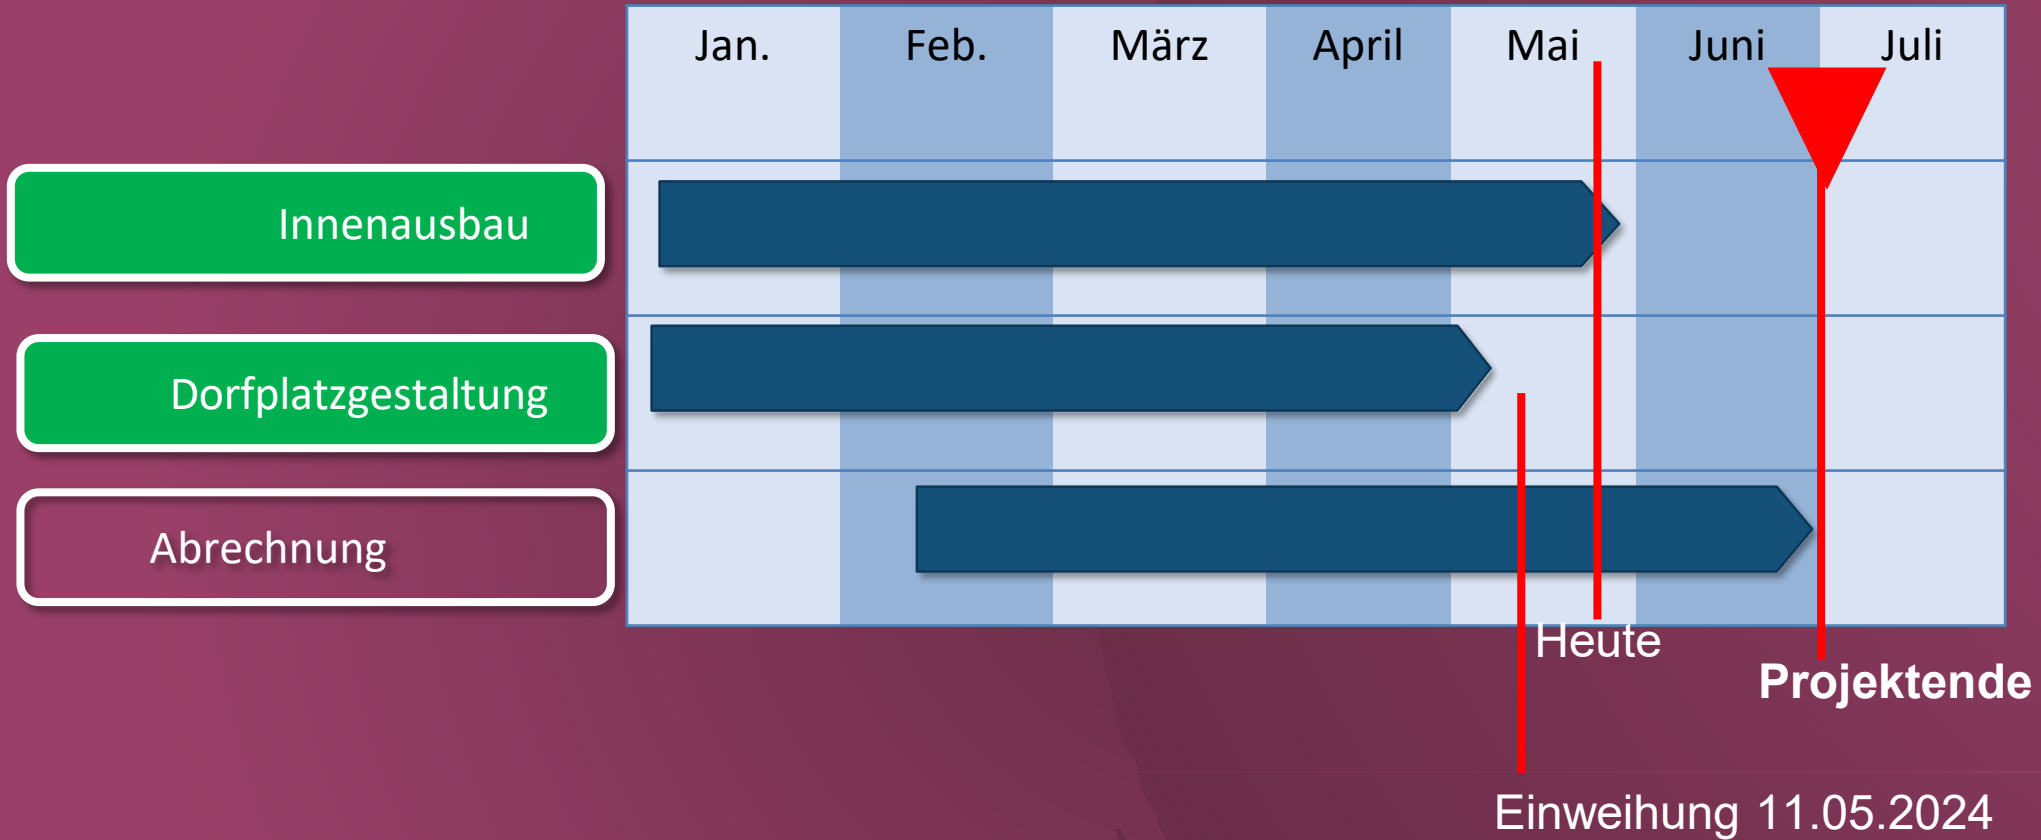 Jan. Feb. März April Mai Juni Juli
Innenausbau
Dorfplatzgestaltung
Abrechnung
Heute
Projektende
Einweihung 11.05.2024